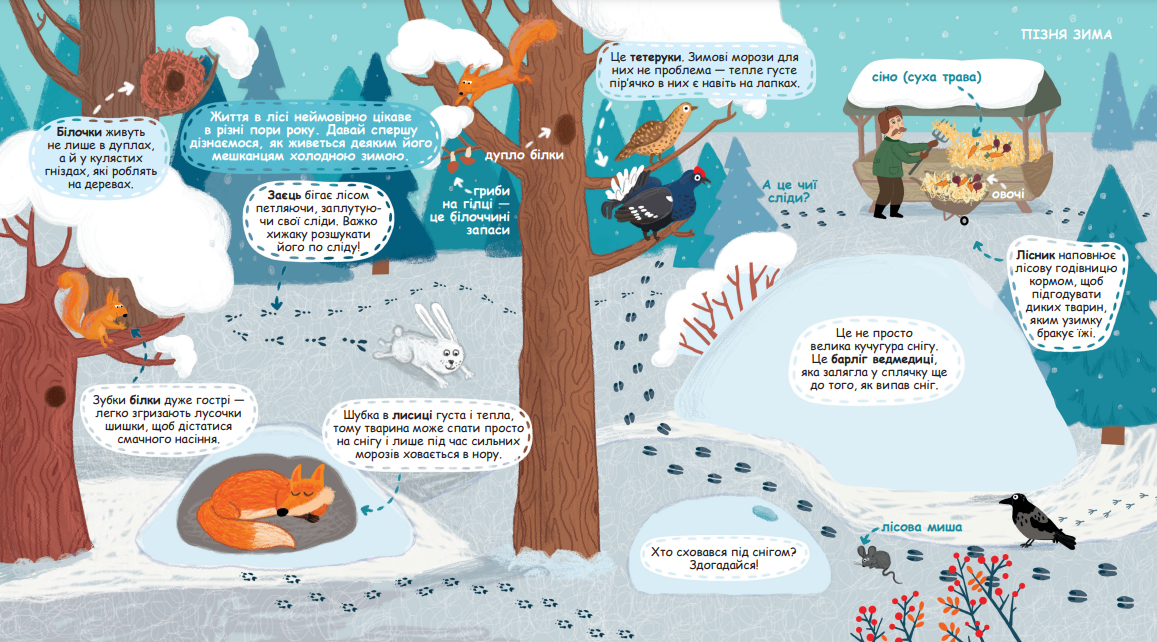 ПІЗНЯ ЗИМА
Білочки живуть
не лише в дуплах,
а й у кулястих
гніздах, які роблять
на деревах.
Життя в лісі неймовірно цікаве
в різні пори року. Давай спершу
дізнаємося, як живеться деяким його
мешканцям холодною зимою.
Заєць бігає лісом
петляючи, заплутую-
чи свої сліди. Важко
хижаку розшукати
його по сліду!
дупло білки
гриби
на гілці —
це білоччині
запаси
Це тетеруки. Зимові морози для
них не проблема — тепле густе
пір’ячко в них є навіть на лапках.
А це чиї
сліди?
сіно (суха трава)
овочі
Лісник наповнює
лісову годівницю
кормом, щоб
підгодувати
диких тварин,
яким узимку
бракує їжі.
Це не просто
велика кучугура снігу.
Це барліг ведмедиці,
яка залягла у сплячку ще
до того, як випав сніг.
Зубки білки дуже гострі —
легко згризають лусочки
шишки, щоб дістатися
смачного насіння.
Шубка в лисиці густа і тепла,
тому тварина може спати просто
на снігу і лише під час сильних
морозів ховається в нору.
Хто сховався під снігом?
Здогадайся!
лісова миша